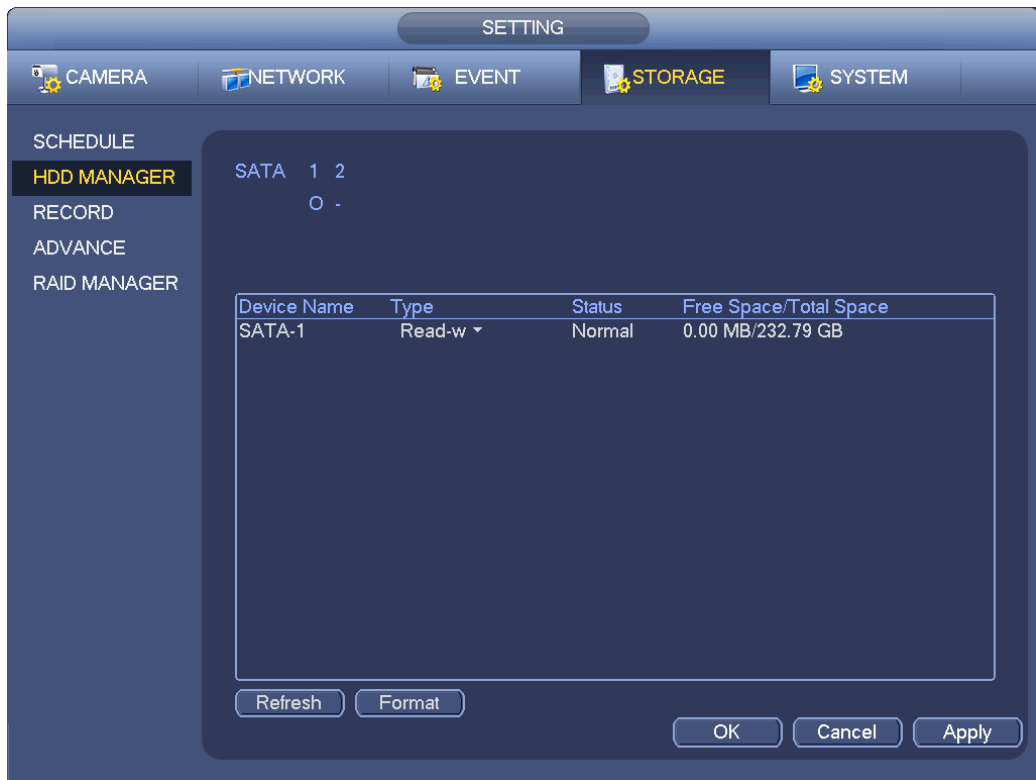 SETTING
CAMERA NETWORK EVENT STORAGE SYSTEM
SCHEDULE
HDD MANAGER
RECORD
ADVANCE
RAID MANAGER
SATA 1 2
O -
Device Name Type Status Free Space/Total Space
SATA-1 Read-w Normal 0.00 MB/232.79 GB
Refresh Format
OK Cancel Apply